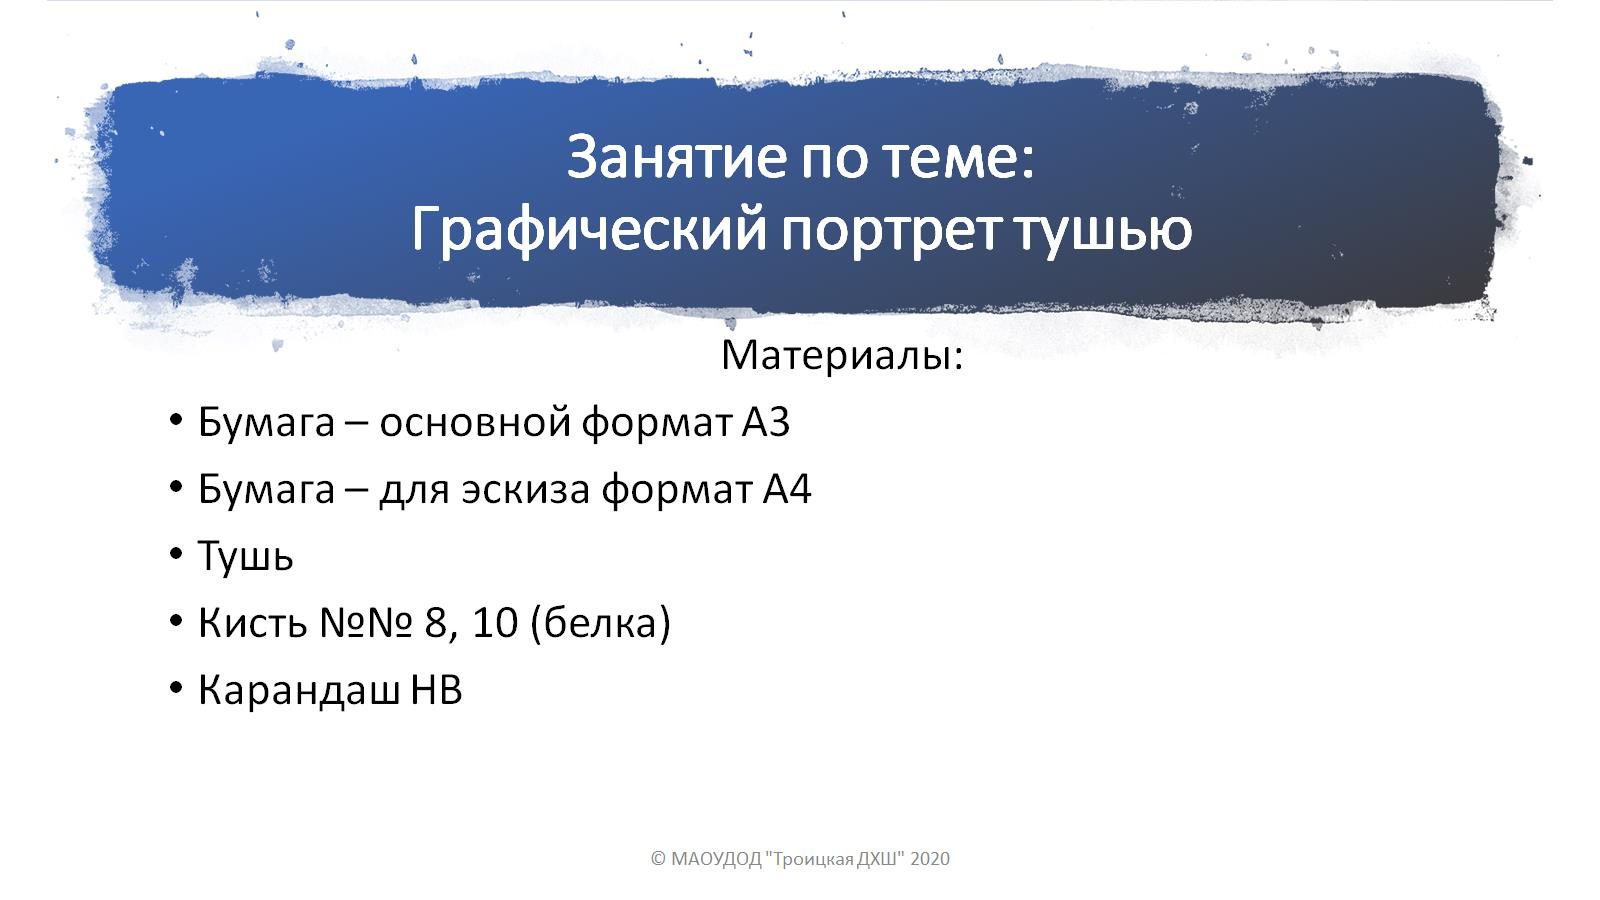 Занятие по теме:
Графический портрет тушью
Материалы:
• Бумага – основной формат А3
• Бумага – для эскиза формат А4
• Тушь
• Кисть №№ 8, 10 (белка)
• Карандаш НВ
© МАОУДОД "Троицкая ДХШ" 2020